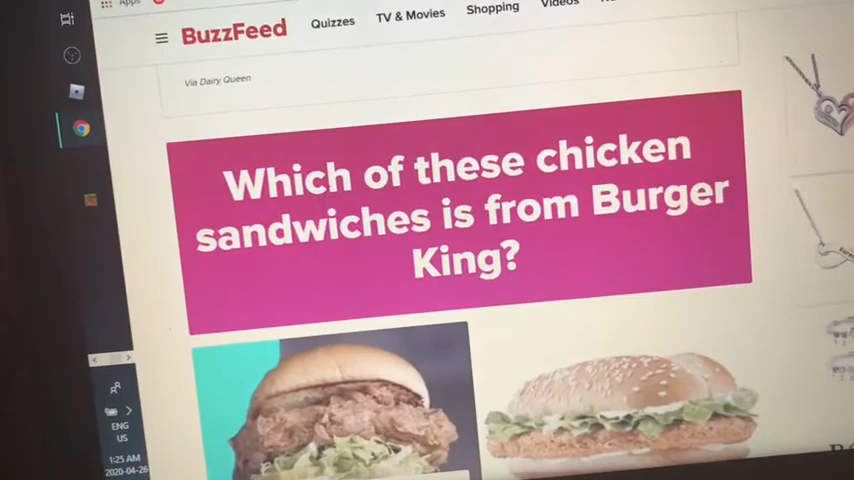 Apps
BuzzFeed
Quizzes
TV & Movies
Shopping
Videos
Via Dairy Queen
Which of these chicken
sandwiches is from Burger
King?
ENG
US
1:25 AM
2020-04-26